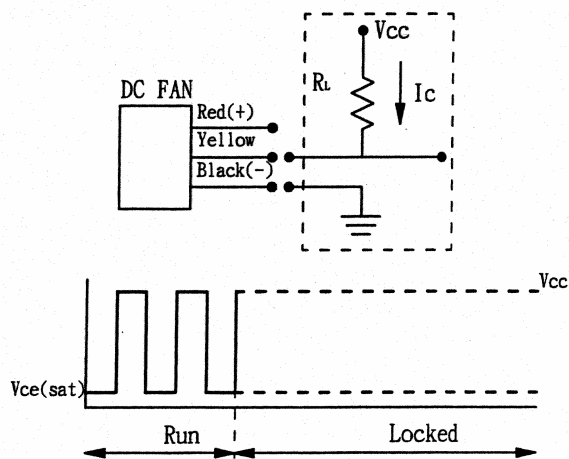 Vcc
DC FAN
RL
Ic
Red(+)
Yellow
Black(-)
Vcc
Vce(sat)
Run
Locked